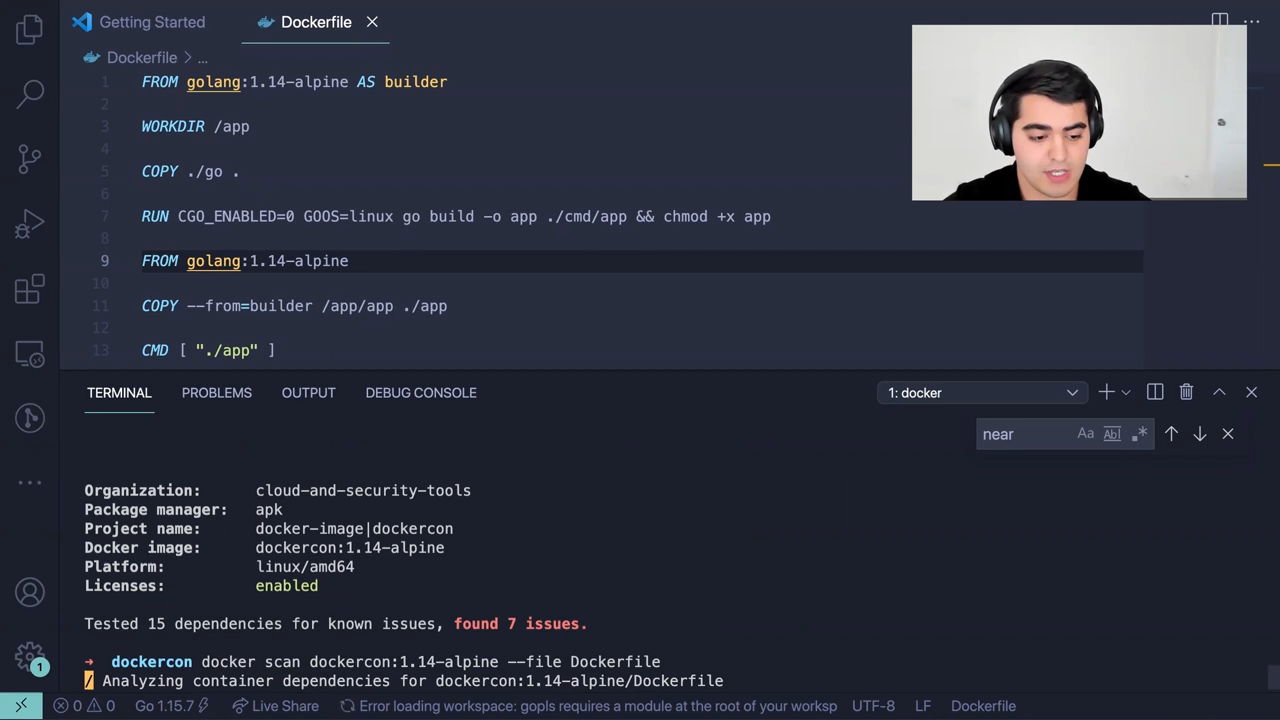 Getting Started
Dockerfile
Dockerfile > ...
1 FROM golang:1.14-alpine AS builder
2
3 WORKDIR /app
4
5 COPY ./go .
6
7 RUN CGO_ENABLED=0 GOOS=linux go build -o app ./cmd/app && chmod +x app
8
9 FROM golang:1.14-alpine
10
11 COPY --from=builder /app/app ./app
12
13 CMD [ "./app" ]
TERMINAL PROBLEMS OUTPUT DEBUG CONSOLE 1: docker
near Aa Abl .*
Organization: cloud-and-security-tools
Package manager: apk
Project name: docker-image|dockercon
Docker image: dockercon:1.14-alpine
Platform: linux/amd64
Licenses: enabled
Tested 15 dependencies for known issues, found 7 issues.
→ dockercon docker scan dockercon:1.14-alpine --file Dockerfile
/ Analyzing container dependencies for dockercon:1.14-alpine/Dockerfile
1
0 0 Go 1.15.7 Live Share Error loading workspace: gopls requires a module at the root of your worksp UTF-8 LF Dockerfile